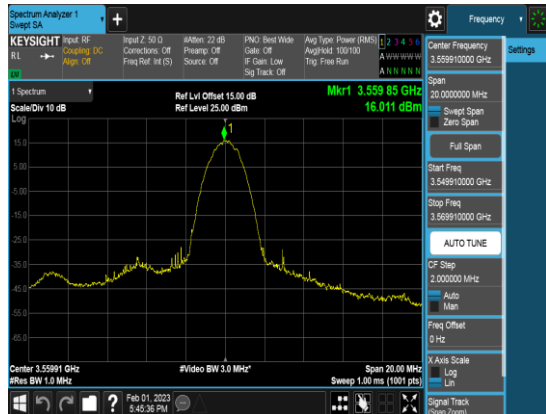 Spectrum Analyzer 1
Swept SA
+
Frequency
KEYSIGHT
RL
Input: RF
Coupling: DC
Align: Off
Input Z: 50 Ω
Corrections: Off
Freq Ref: Int (S)
#Atten: 22 dB
Preamp: Off
Source: Off
PNO: Best Wide
Gate: Off
IF Gain: Low
Sig Track: Off
Avg Type: Power (RMS)
Avg|Hold: 100/100
Trig: Free Run
1 2 3 4 5 6
A W W W W W
A N N N N N
1 Spectrum
Scale/Div 10 dB
Log
Ref Lvl Offset 15.00 dB
Ref Level 25.00 dBm
Mkr1 3.559 85 GHz
16.011 dBm
1
15.0
5.00
-5.00
-15.0
-25.0
-35.0
-45.0
-55.0
-65.0
Center 3.55991 GHz
#Res BW 1.0 MHz
#Video BW 3.0 MHz*
Span 20.00 MHz
Sweep 1.00 ms (1001 pts)
Feb 01, 2023
5:45:36 PM
Center Frequency
3.559910000 GHz
Span
20.0000000 MHz
Swept Span
Zero Span
Full Span
Start Freq
3.549910000 GHz
Stop Freq
3.569910000 GHz
AUTO TUNE
CF Step
2.000000 MHz
Auto
Man
Freq Offset
0 Hz
X Axis Scale
Log
Lin
Signal Track
(Span Zoom)
Settings